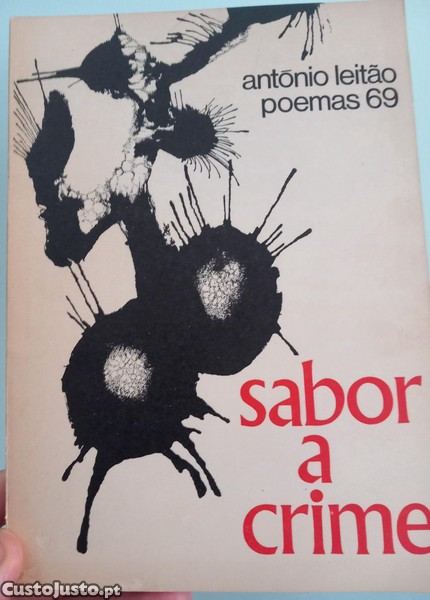 antónio leitão
poemas 69
sabor
a
crime
CustoJusto.pt